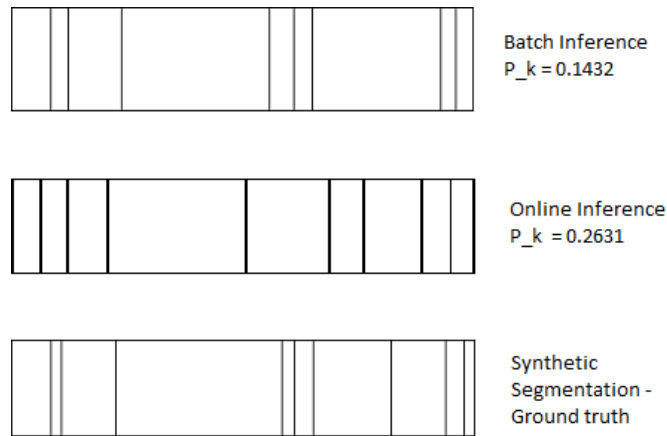 Batch Inference
P_k = 0.1432
Online Inference
P_k = 0.2631
Synthetic
Segmentation -
Ground truth